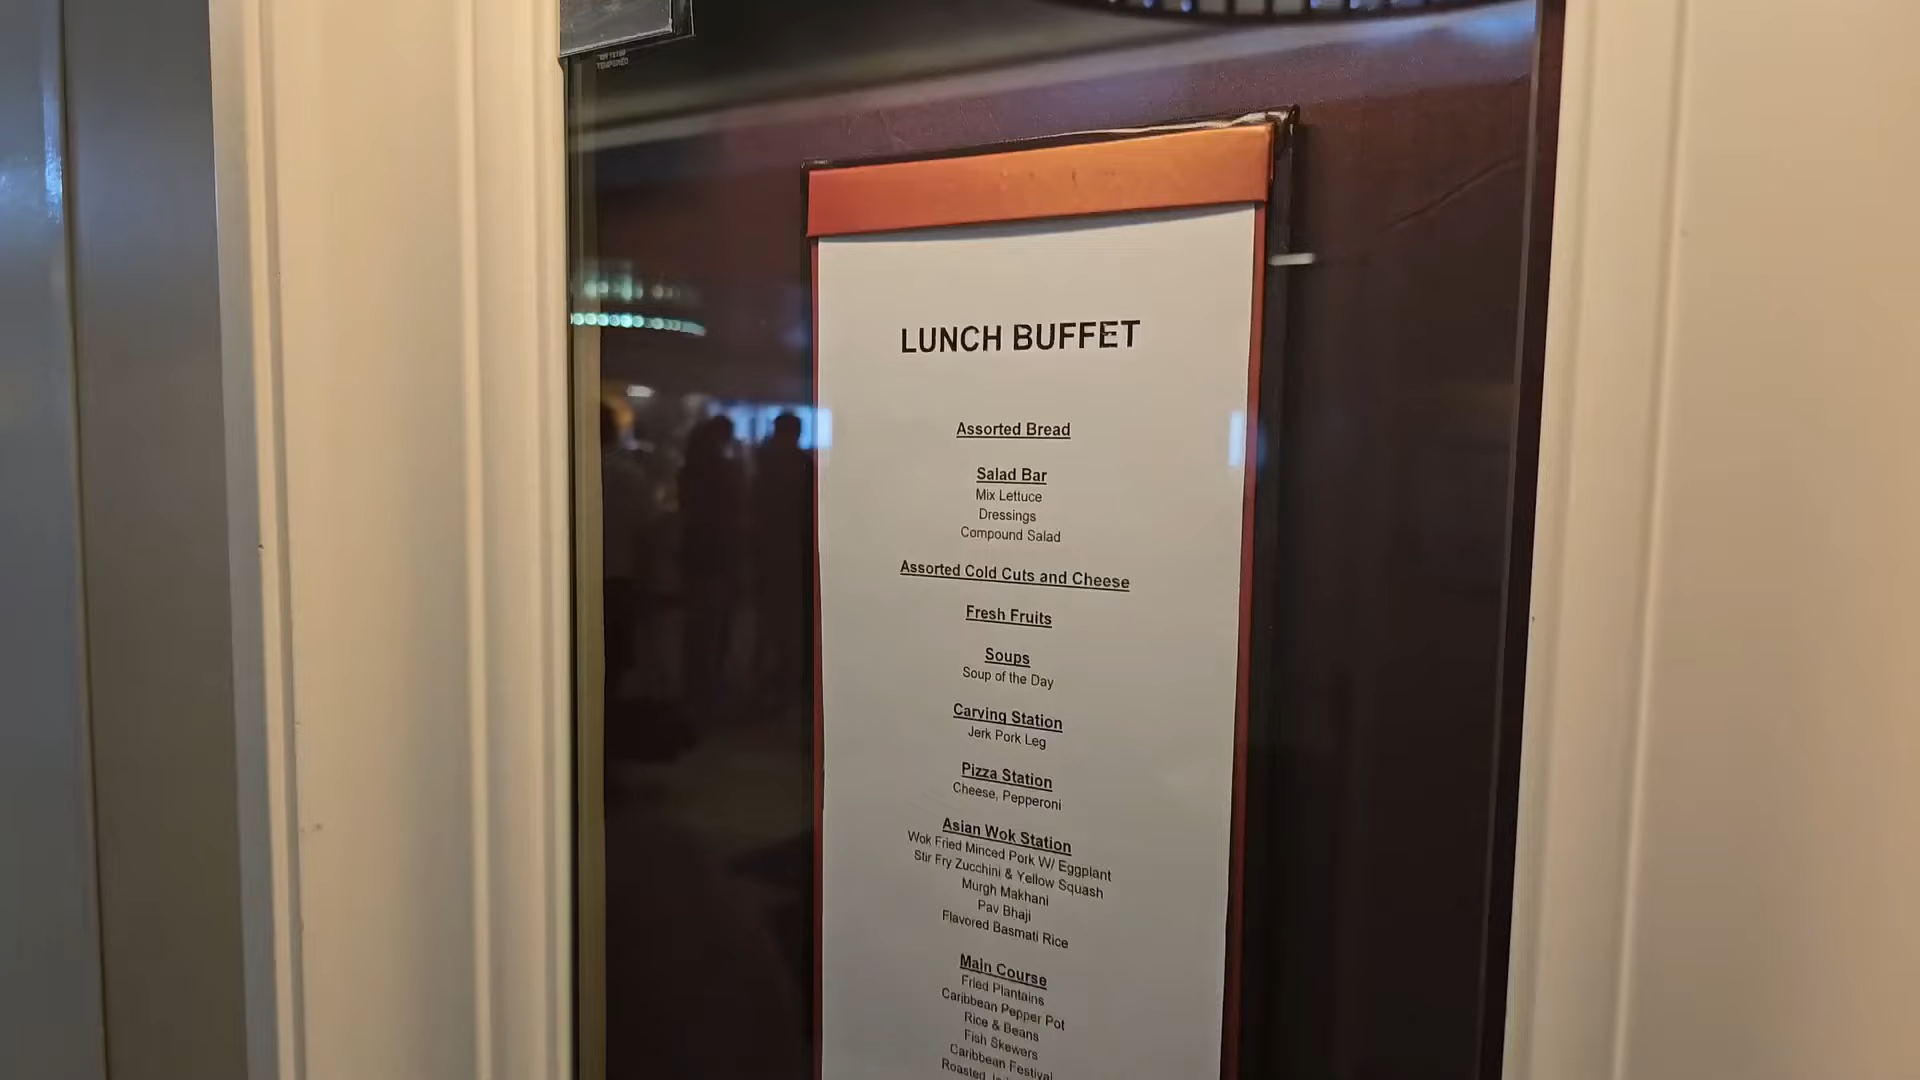 TEMPERED
LUNCH BUFFET
Assorted Bread
Salad Bar
Mix Lettuce
Dressings
Compound Salad
Assorted Cold Cuts and Cheese
Fresh Fruits
Soups
Soup of the Day
Carving Station
Jerk Pork Leg
Pizza Station
Cheese, Pepperoni
Asian Wok Station
Wok Fried Minced Pork W/ Eggplant
Stir Fry Zucchini & Yellow Squash
Murgh Makhani
Pav Bhaji
Flavored Basmati Rice
Main Course
Fried Plantains
Caribbean Pepper Pot
Rice & Beans
Fish Skewers
Caribbean Festival
Roasted